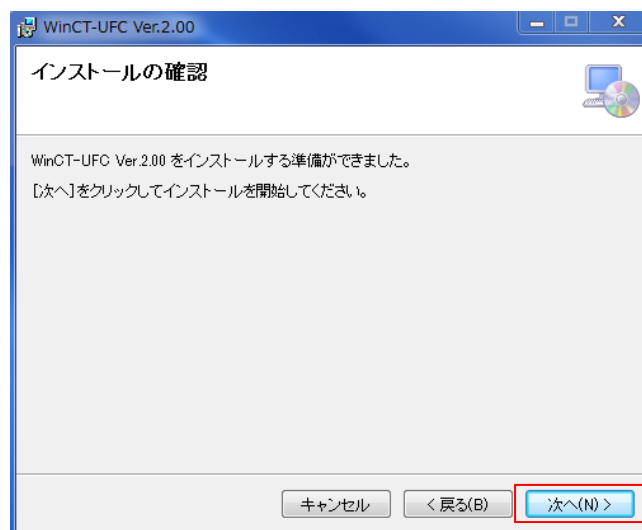 WinCT-UFC Ver.2.00
インストールの確認
WinCT-UFC Ver.2.00 をインストールする準備ができました。
[次へ]をクリックしてインストールを開始してください。
キャンセル
< 戻る(B)
次へ(N) >